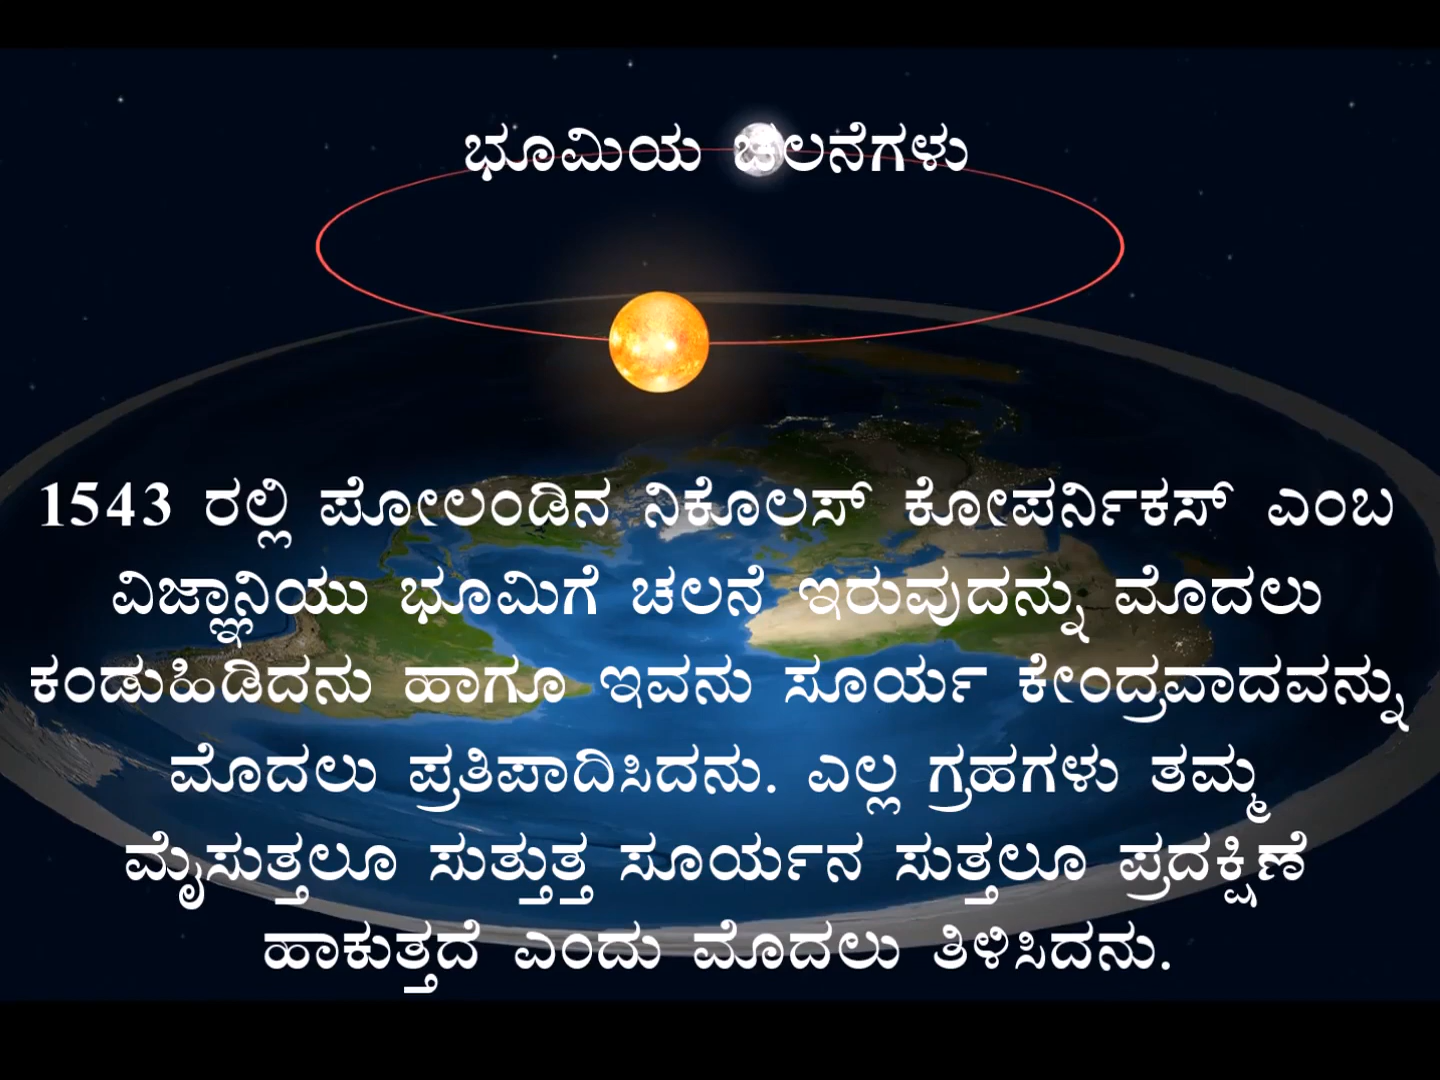 ಭೂಮಿಯ ಚಲನೆಗಳು
1543 ರಲ್ಲಿ ಪೋಲಂಡಿನ ನಿಕೊಲಸ್ ಕೋಪರ್ನಿಕಸ್ ಎಂಬ
ವಿಜ್ಞಾನಿಯು ಭೂಮಿಗೆ ಚಲನೆ ಇರುವುದನ್ನು ಮೊದಲು
ಕಂಡುಹಿಡಿದನು ಹಾಗೂ ಇವನು ಸೂರ್ಯ ಕೇಂದ್ರವಾದವನ್ನು
ಮೊದಲು ಪ್ರತಿಪಾದಿಸಿದನು. ಎಲ್ಲ ಗ್ರಹಗಳು ತಮ್ಮ
ಮೈಸುತ್ತಲೂ ಸುತ್ತುತ್ತ ಸೂರ್ಯನ ಸುತ್ತಲೂ ಪ್ರದಕ್ಷಿಣೆ
ಹಾಕುತ್ತದೆ ಎಂದು ಮೊದಲು ತಿಳಿಸಿದನು.